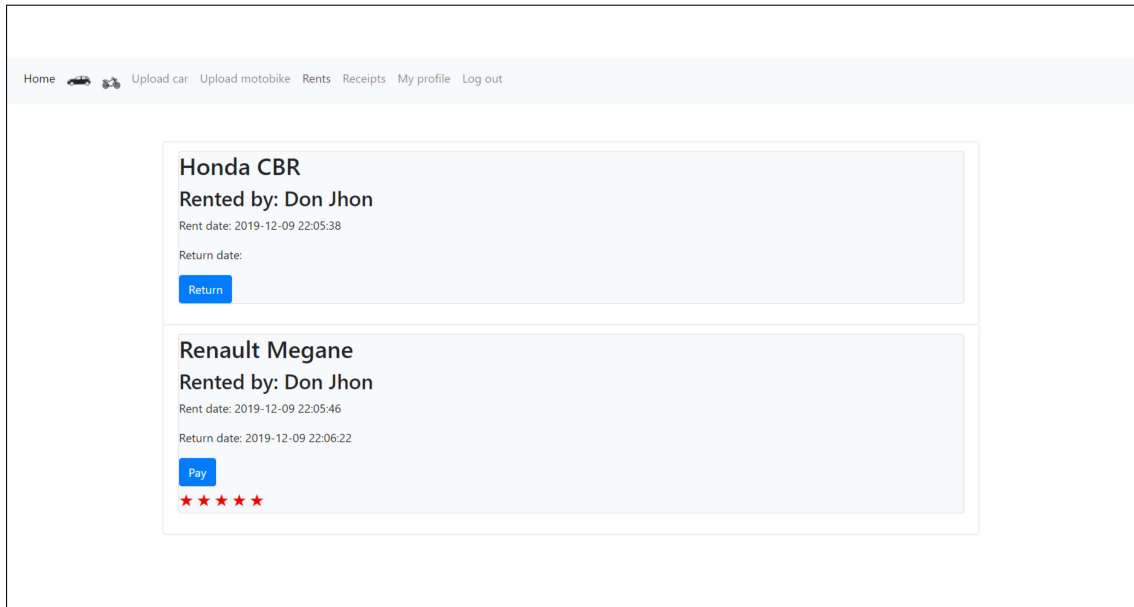 Home Upload car Upload motobike Rents Receipts My profile Log out
Honda CBR
Rented by: Don Jhon
Rent date: 2019-12-09 22:05:38
Return date:
Return
Renault Megane
Rented by: Don Jhon
Rent date: 2019-12-09 22:05:46
Return date: 2019-12-09 22:06:22
Pay